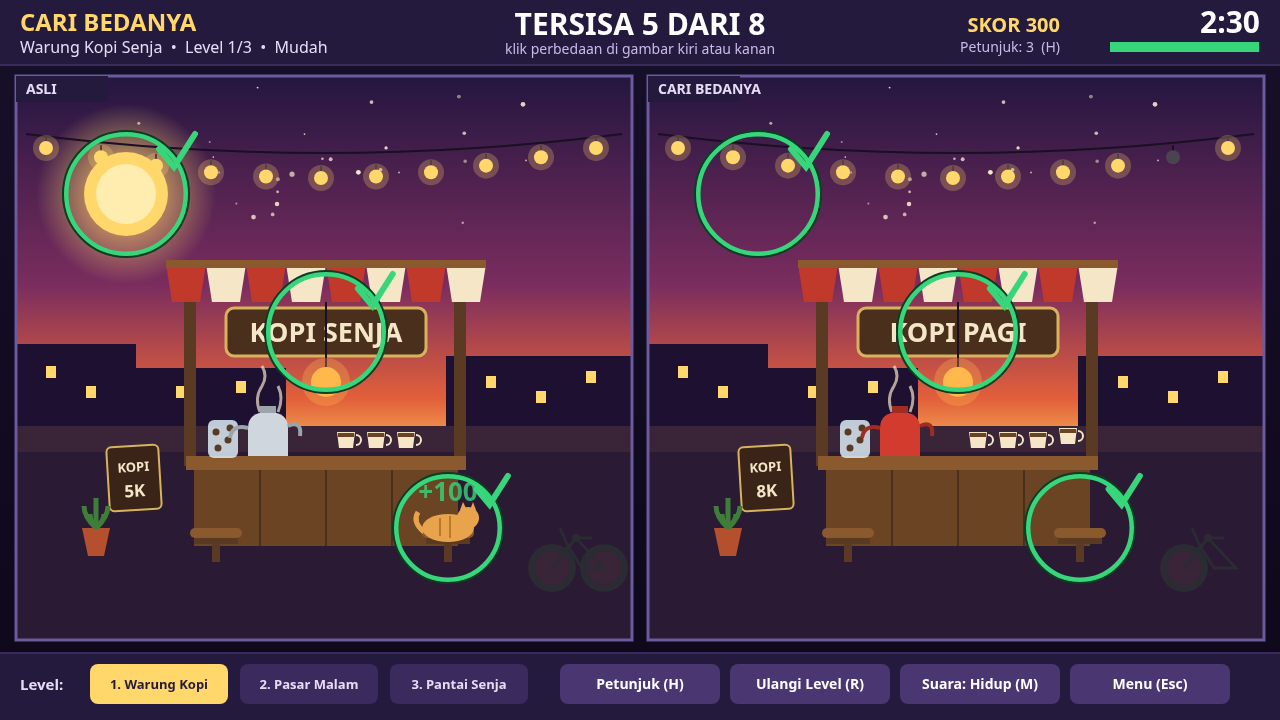 CARI BEDANYA
Warung Kopi Senja • Level 1/3 • Mudah
TERSISA 5 DARI 8
klik perbedaan di gambar kiri atau kanan
SKOR 300
Petunjuk: 3 (H)
2:30
ASLI
KOPI SENJA
KOPI
5K
+100
CARI BEDANYA
KOPI PAGI
KOPI
8K
Level:
1. Warung Kopi
2. Pasar Malam
3. Pantai Senja
Petunjuk (H)
Ulangi Level (R)
Suara: Hidup (M)
Menu (Esc)